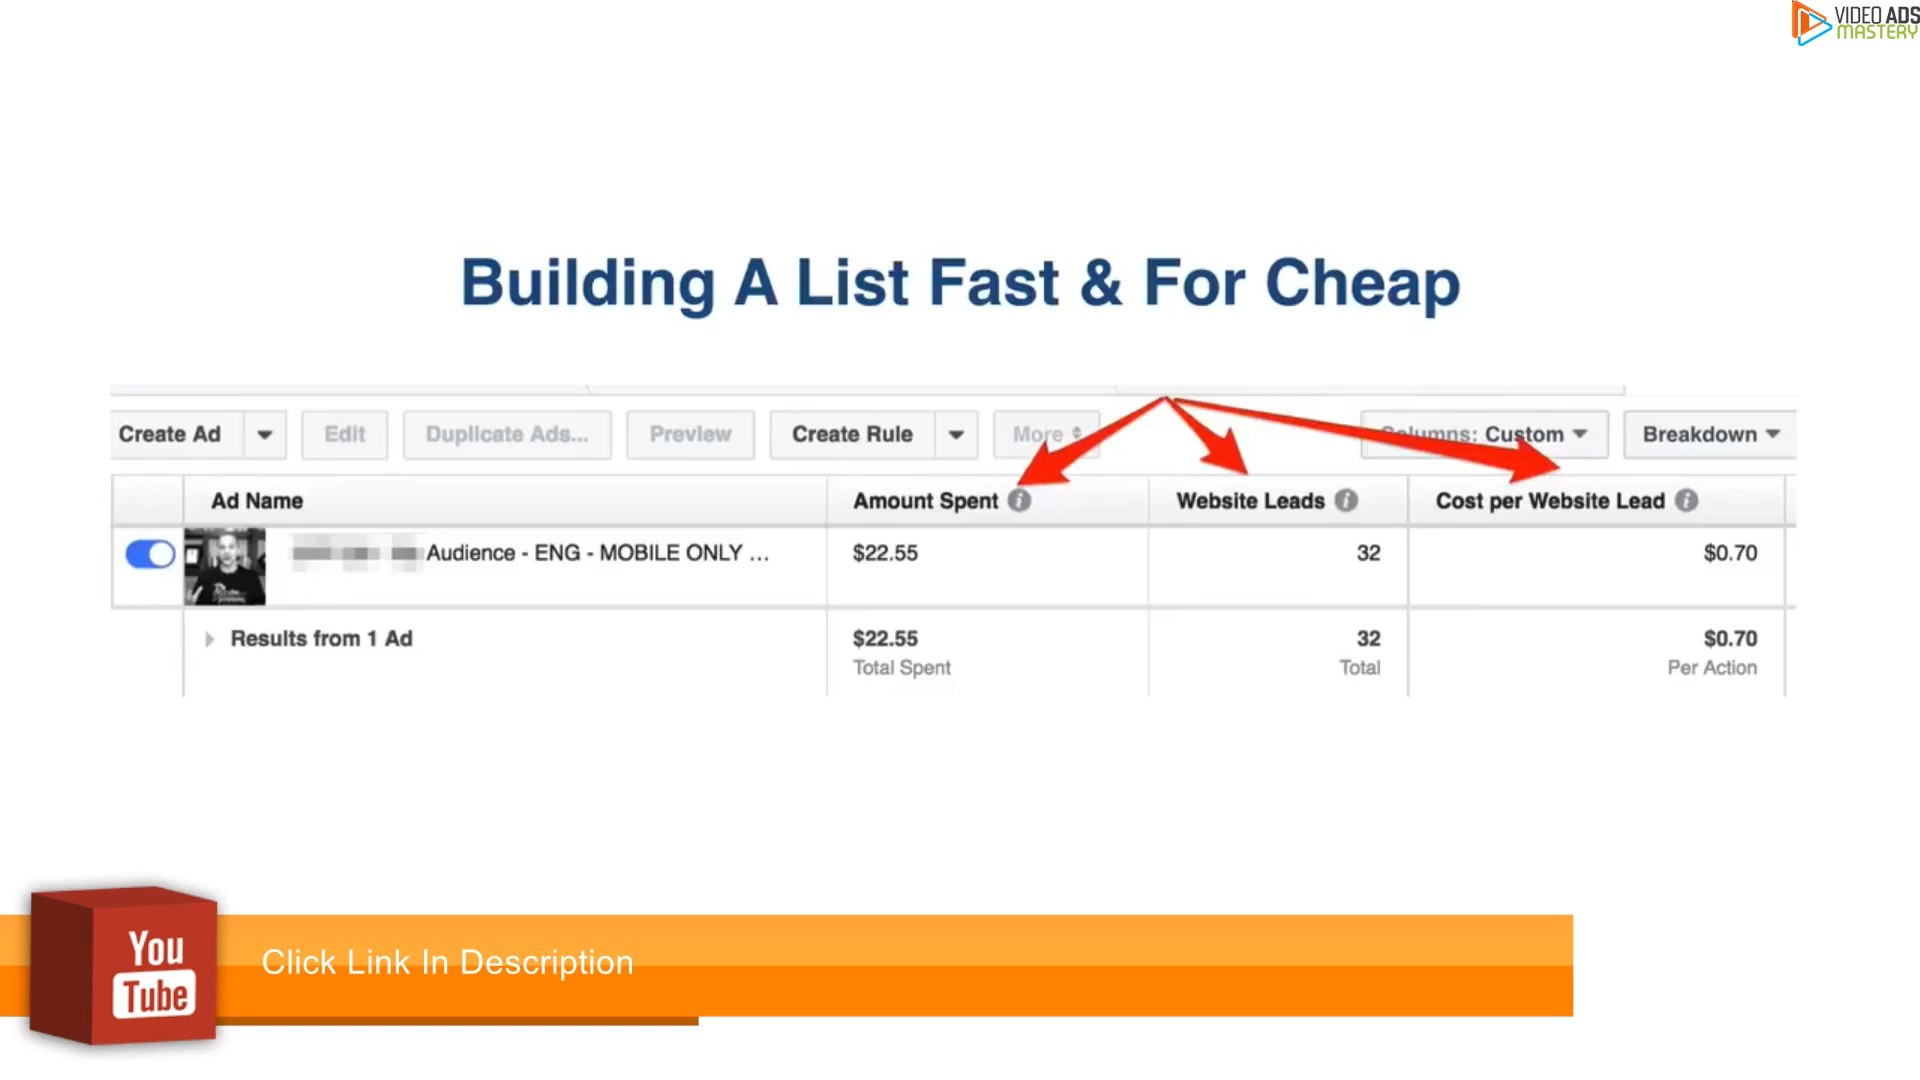 VIDEO ADS
MASTERY
Building A List Fast & For Cheap
Create Ad Edit Duplicate Ads... Preview Create Rule More Columns: Custom Breakdown
Ad Name Amount Spent Website Leads Cost per Website Lead
Audience - ENG - MOBILE ONLY ... $22.55 32 $0.70
Results from 1 Ad $22.55 32 $0.70
Total Spent Total Per Action
You
Tube
Click Link In Description